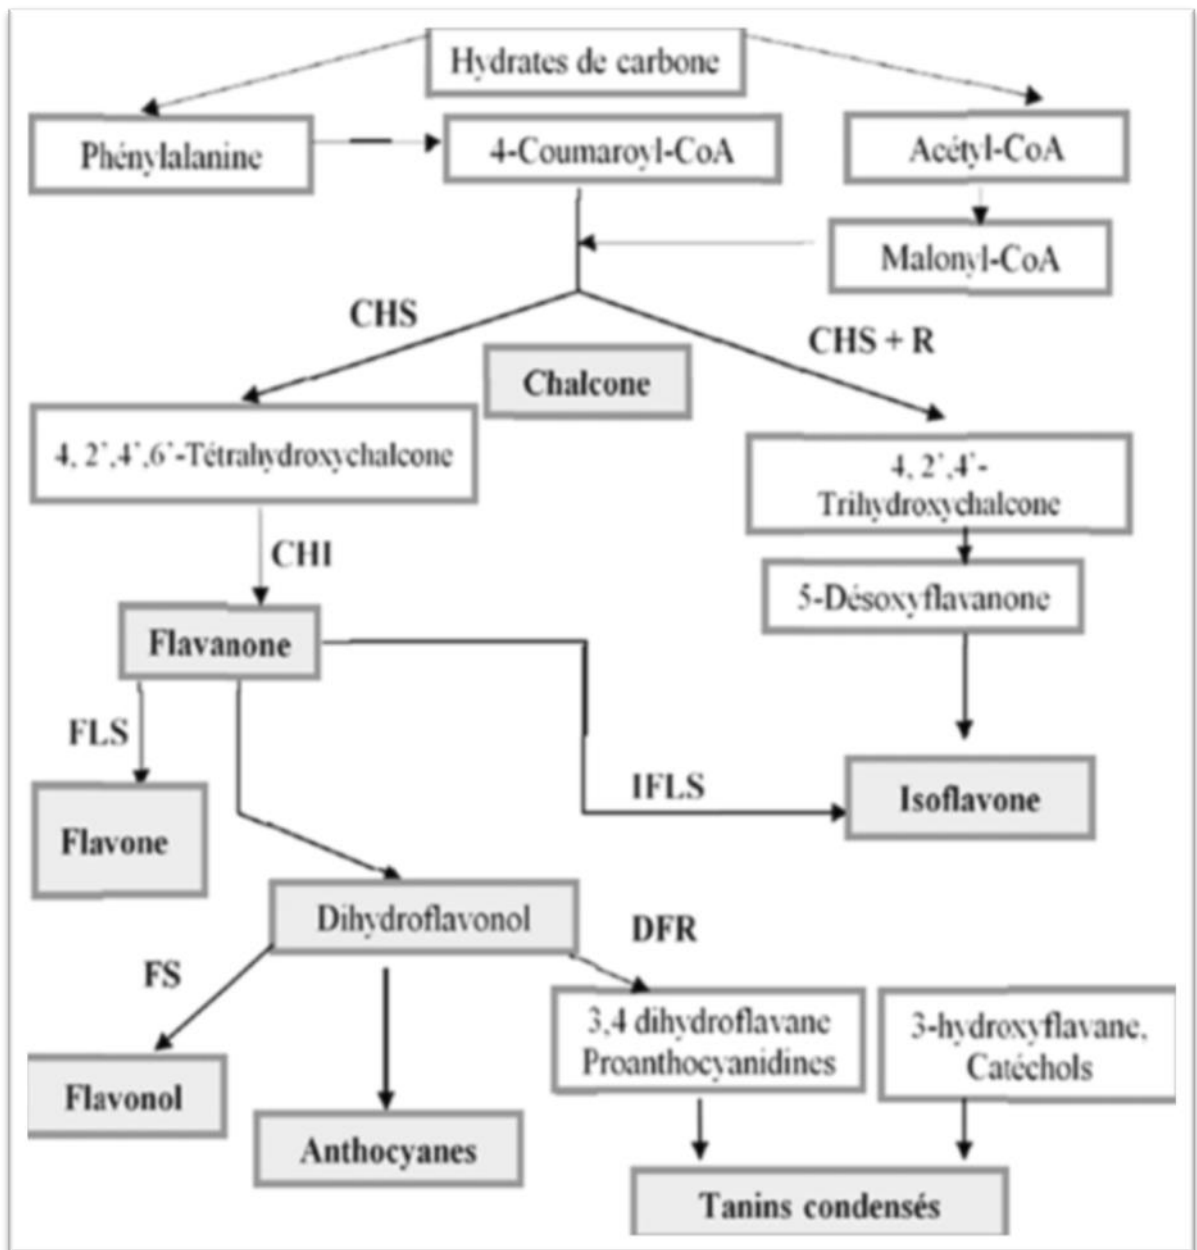 Hydrates de carbone
Phénylalanine
4-Coumaroyl-CoA
Acétyl-CoA
Malonyl-CoA
CHS
CHS + R
Chalcone
4, 2',4',6'-Tétrahydroxychalcone
4, 2',4'-
Trihydroxychalcone
CHI
5-Désoxyflavanone
Flavanone
FLS
IFLS
Isoflavone
Flavone
Dihydroflavonol
DFR
FS
3,4 dihydroflavane
Proanthocyanidines
3-hydroxyflavane,
Catéchols
Flavonol
Anthocyanes
Tanins condensés